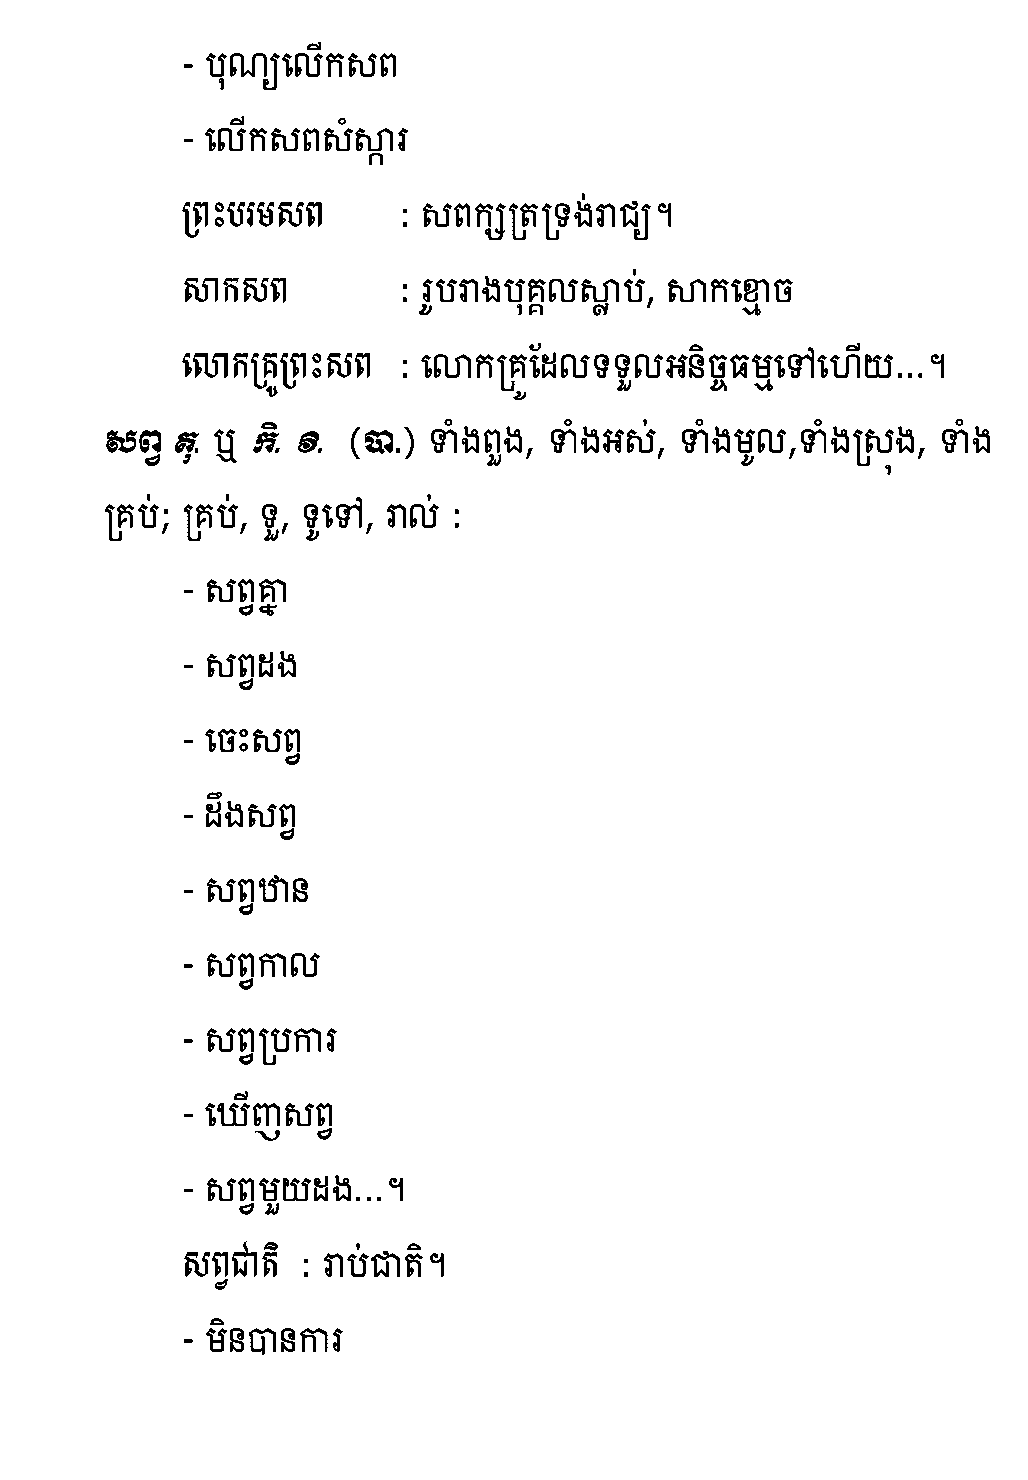 - បុណ្យលើកសព
- លើកសពសំស្ការ
ព្រះបរមសព : សពក្សត្រទ្រង់រាជ្យ។
សាកសព : រូបរាងបុគ្គលស្លាប់, សាកខ្មោច
លោកគ្រូព្រះសព : លោកគ្រូដែលទទួលអនិច្ចធម្មទៅហើយ...។
សព្វ គុ. ឬ កិ. វិ. (បា.) ទាំងពួង, ទាំងអស់, ទាំងមូល,ទាំងស្រុង, ទាំង
គ្រប់; គ្រប់, ទួ, ទូទៅ, រាល់ :
- សព្វគ្នា
- សព្វដង
- ចេះសព្វ
- ដឹងសព្វ
- សព្វឋាន
- សព្វកាល
- សព្វប្រការ
- ឃើញសព្វ
- សព្វមួយដង...។
សព្វជាតិ : រាប់ជាតិ។
- មិនបានការ